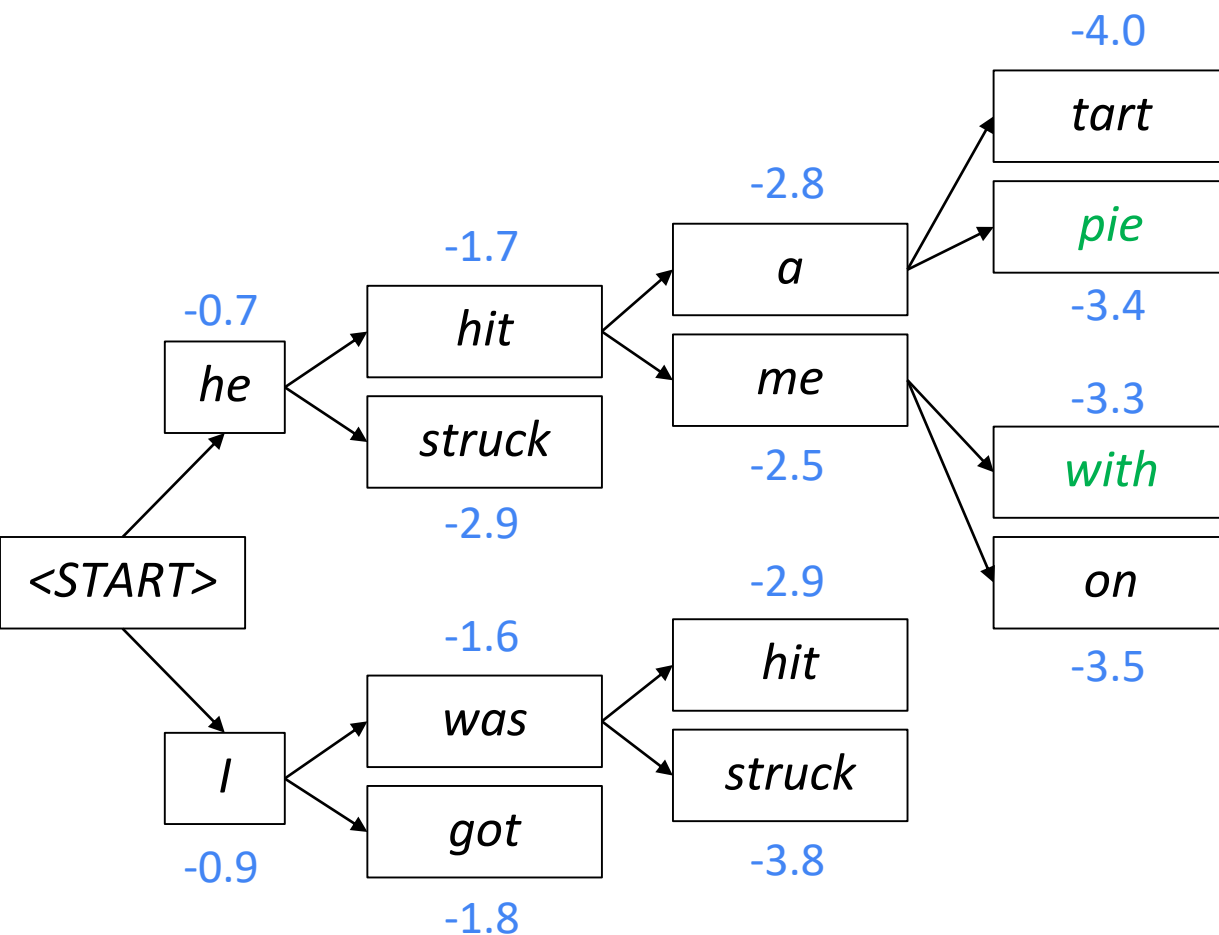 -4.0
tart
-2.8
pie
-1.7
a
-3.4
-0.7
hit
me
-3.3
he
struck
-2.5
with
-2.9
<START>
-2.9
on
-1.6
hit
-3.5
was
I
struck
got
-0.9
-3.8
-1.8